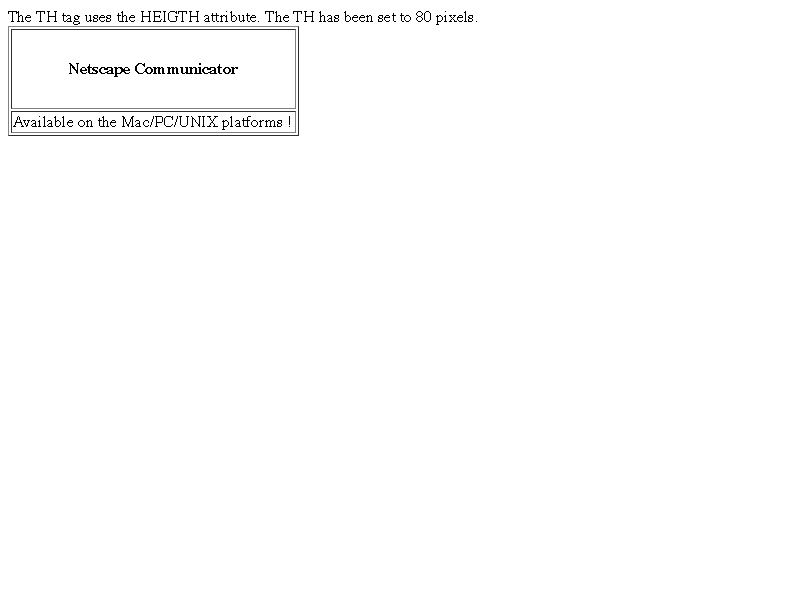 The TH tag uses the HEIGTH attribute. The TH has been set to 80 pixels.
Netscape Communicator
Available on the Mac/PC/UNIX platforms !